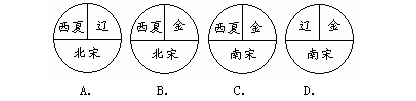 西夏 辽 西夏 金 西夏 金 辽 金
北宋 北宋 南宋 南宋
A. B. C. D.